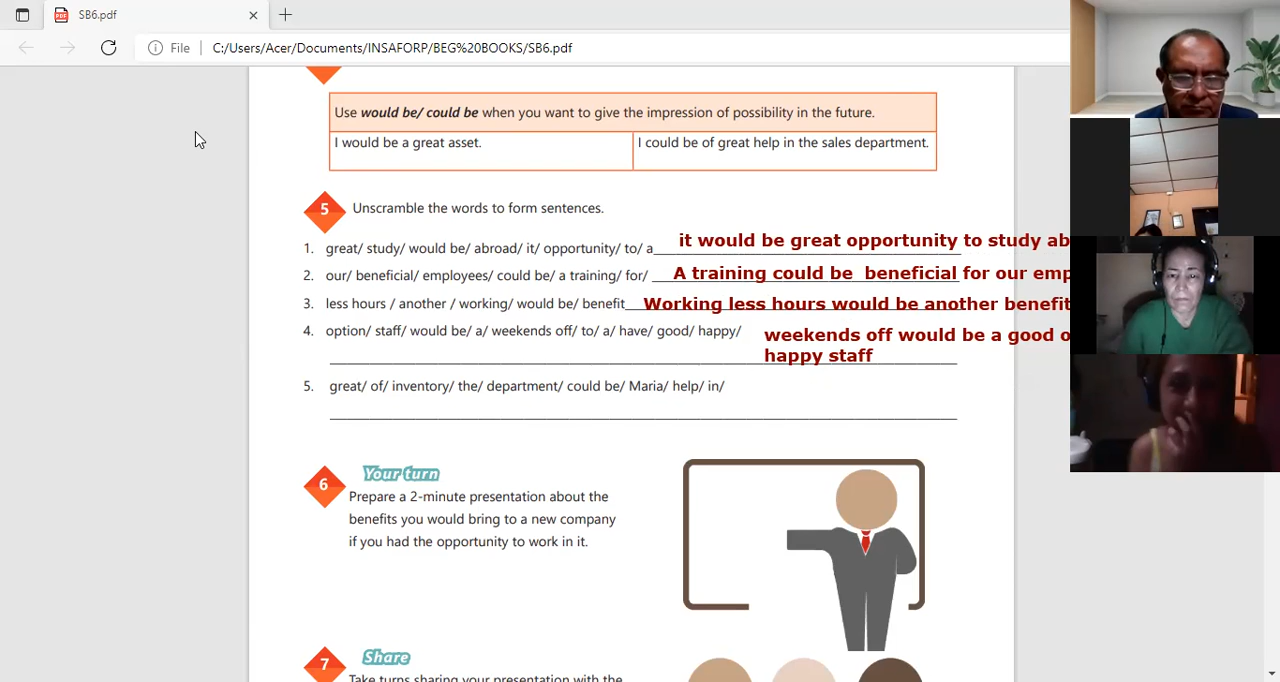 SB6.pdf
File C:/Users/Acer/Documents/INSAFORP/BEG%20BOOKS/SB6.pdf
Use would be/ could be when you want to give the impression of possibility in the future.
I would be a great asset. I could be of great help in the sales department.
5 Unscramble the words to form sentences.
1. great/ study/ would be/ abroad/ it/ opportunity/ to/ a it would be great opportunity to study ab
2. our/ beneficial/ employees/ could be/ a training/ for/ A training could be beneficial for our emp
3. less hours / another / working/ would be/ benefit Working less hours would be another benefit
4. option/ staff/ would be/ a/ weekends off/ to/ a/ have/ good/ happy/ weekends off would be a good o
happy staff
5. great/ of/ inventory/ the/ department/ could be/ Maria/ help/ in/
6 Your turn
Prepare a 2-minute presentation about the
benefits you would bring to a new company
if you had the opportunity to work in it.
7 Share
Take turns sharing your presentation with the